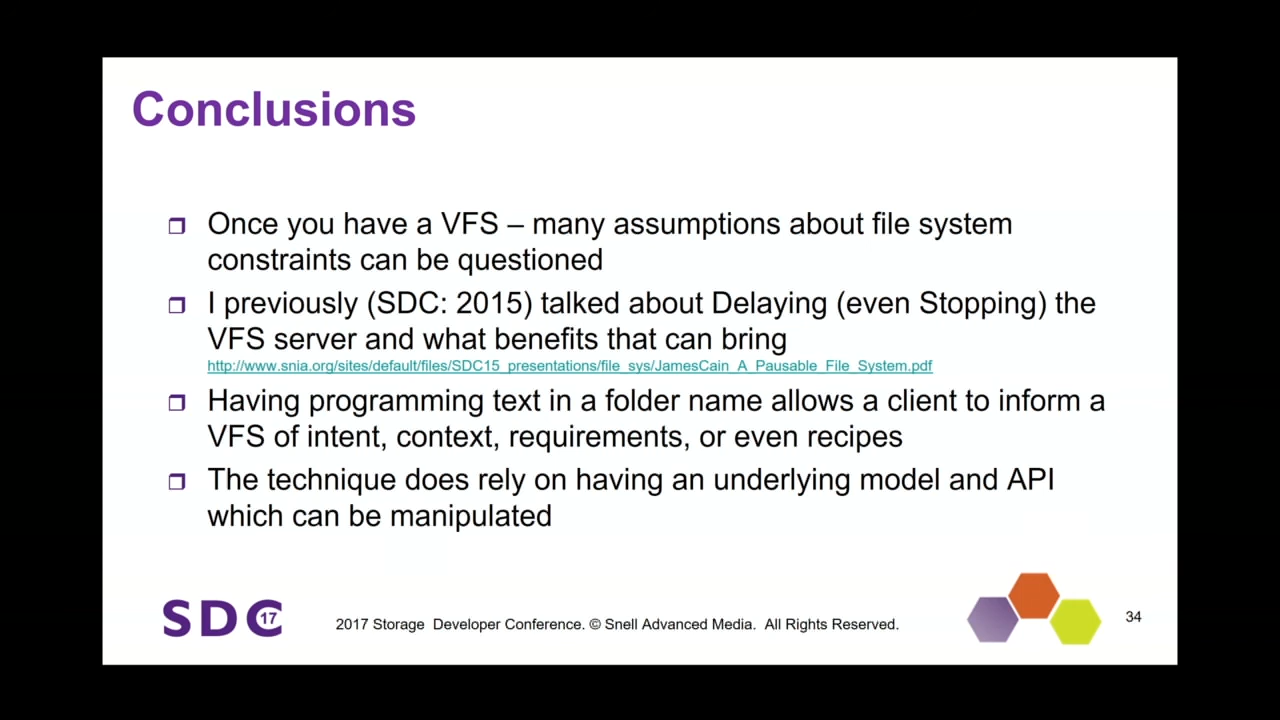 Conclusions
Once you have a VFS – many assumptions about file system
constraints can be questioned
I previously (SDC: 2015) talked about Delaying (even Stopping) the
VFS server and what benefits that can bring
http://www.snia.org/sites/default/files/SDC15_presentations/file_sys/JamesCain_A_Pausable_File_System.pdf
Having programming text in a folder name allows a client to inform a
VFS of intent, context, requirements, or even recipes
The technique does rely on having an underlying model and API
which can be manipulated
SDC 17
2017 Storage Developer Conference. © Snell Advanced Media. All Rights Reserved.
34